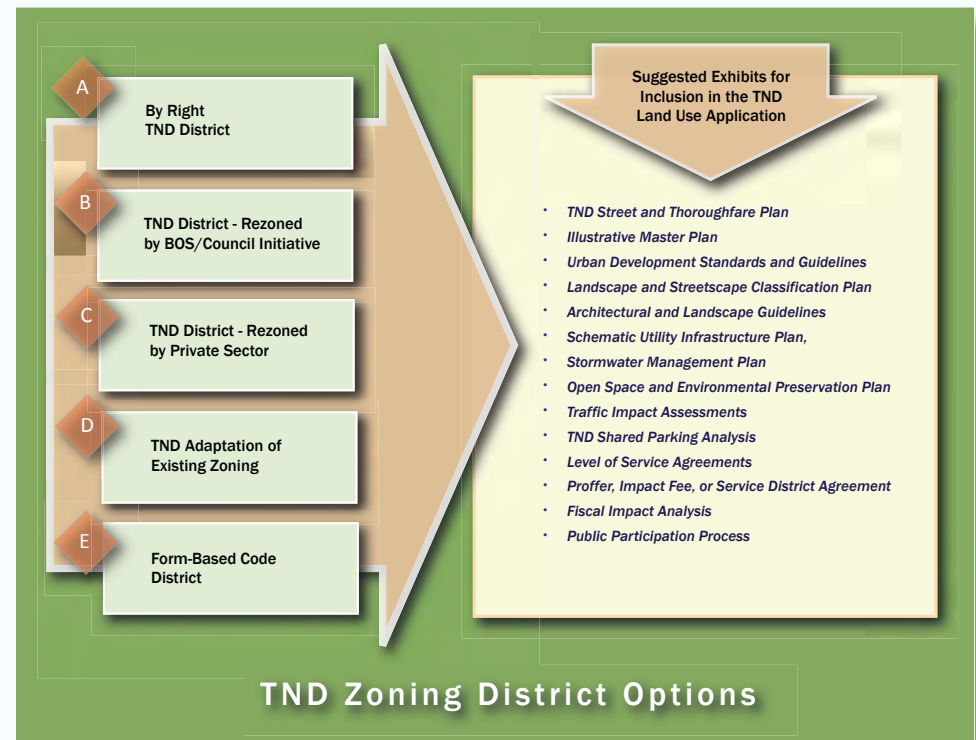 A
By Right
TND District
B
TND District - Rezoned
by BOS/Council Initiative
C
TND District - Rezoned
by Private Sector
D
TND Adaptation of
Existing Zoning
E
Form-Based Code
District
Suggested Exhibits for
Inclusion in the TND
Land Use Application
· TND Street and Thoroughfare Plan
· Illustrative Master Plan
· Urban Development Standards and Guidelines
· Landscape and Streetscape Classification Plan
· Architectural and Landscape Guidelines
· Schematic Utility Infrastructure Plan,
· Stormwater Management Plan
· Open Space and Environmental Preservation Plan
· Traffic Impact Assessments
· TND Shared Parking Analysis
· Level of Service Agreements
· Proffer, Impact Fee, or Service District Agreement
· Fiscal Impact Analysis
· Public Participation Process
TND Zoning District Options